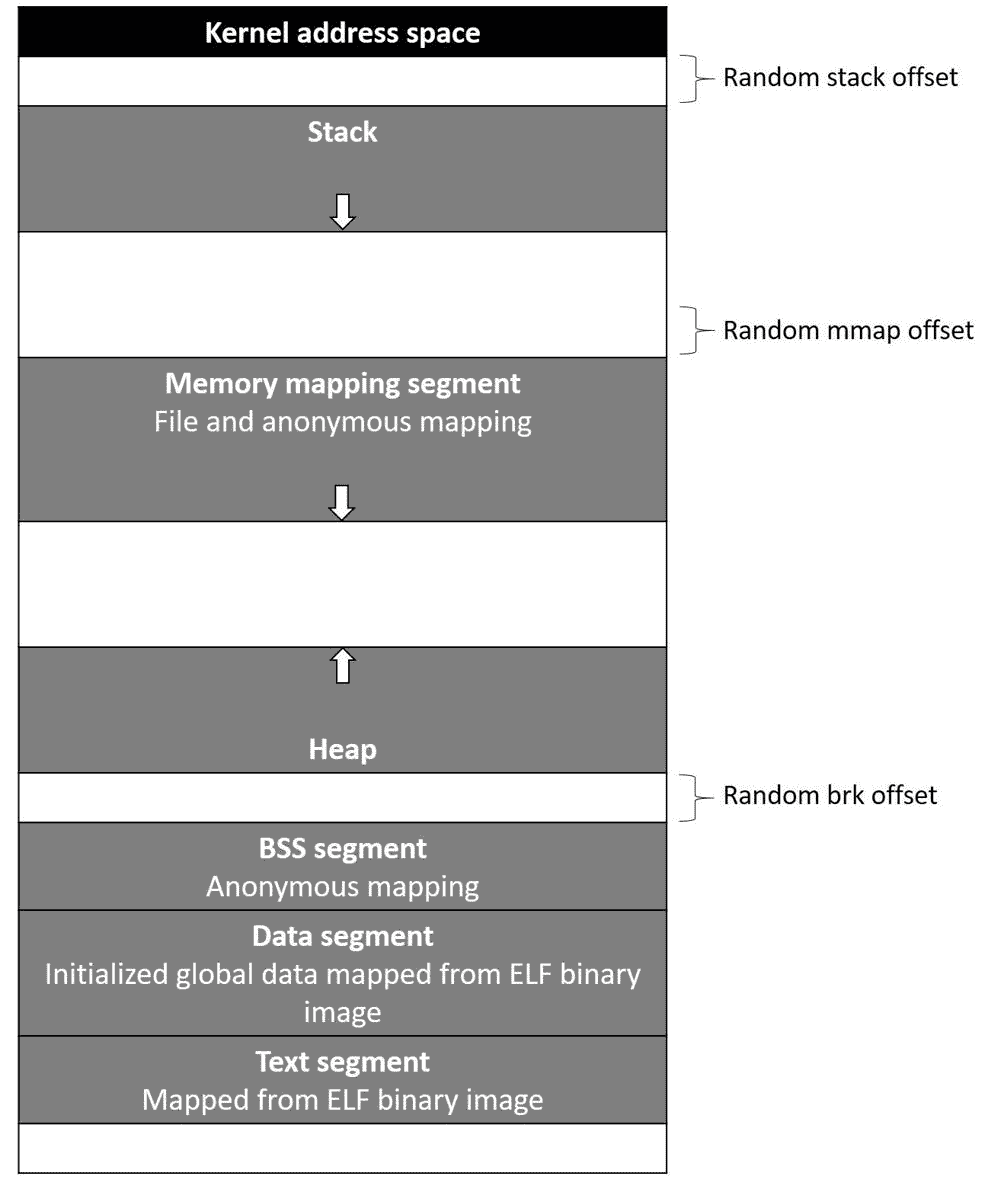 Kernel address space
Random stack offset
Stack
Random mmap offset
Memory mapping segment
File and anonymous mapping
Heap
Random brk offset
BSS segment
Anonymous mapping
Data segment
Initialized global data mapped from ELF binary
image
Text segment
Mapped from ELF binary image